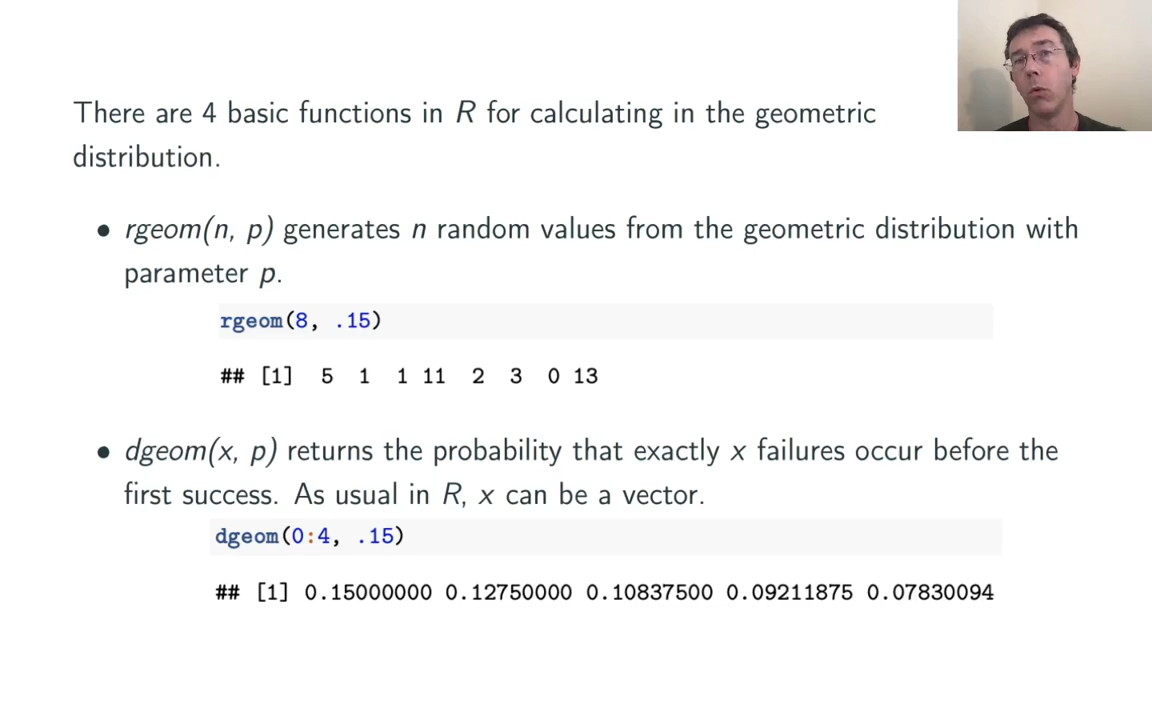 There are 4 basic functions in R for calculating in the geometric
distribution.
• rgeom(n, p) generates n random values from the geometric distribution with
parameter p.
rgeom(8, .15)
## [1]  5  1  1 11  2  3  0 13
• dgeom(x, p) returns the probability that exactly x failures occur before the
first success. As usual in R, x can be a vector.
dgeom(0:4, .15)
## [1] 0.15000000 0.12750000 0.10837500 0.09211875 0.07830094